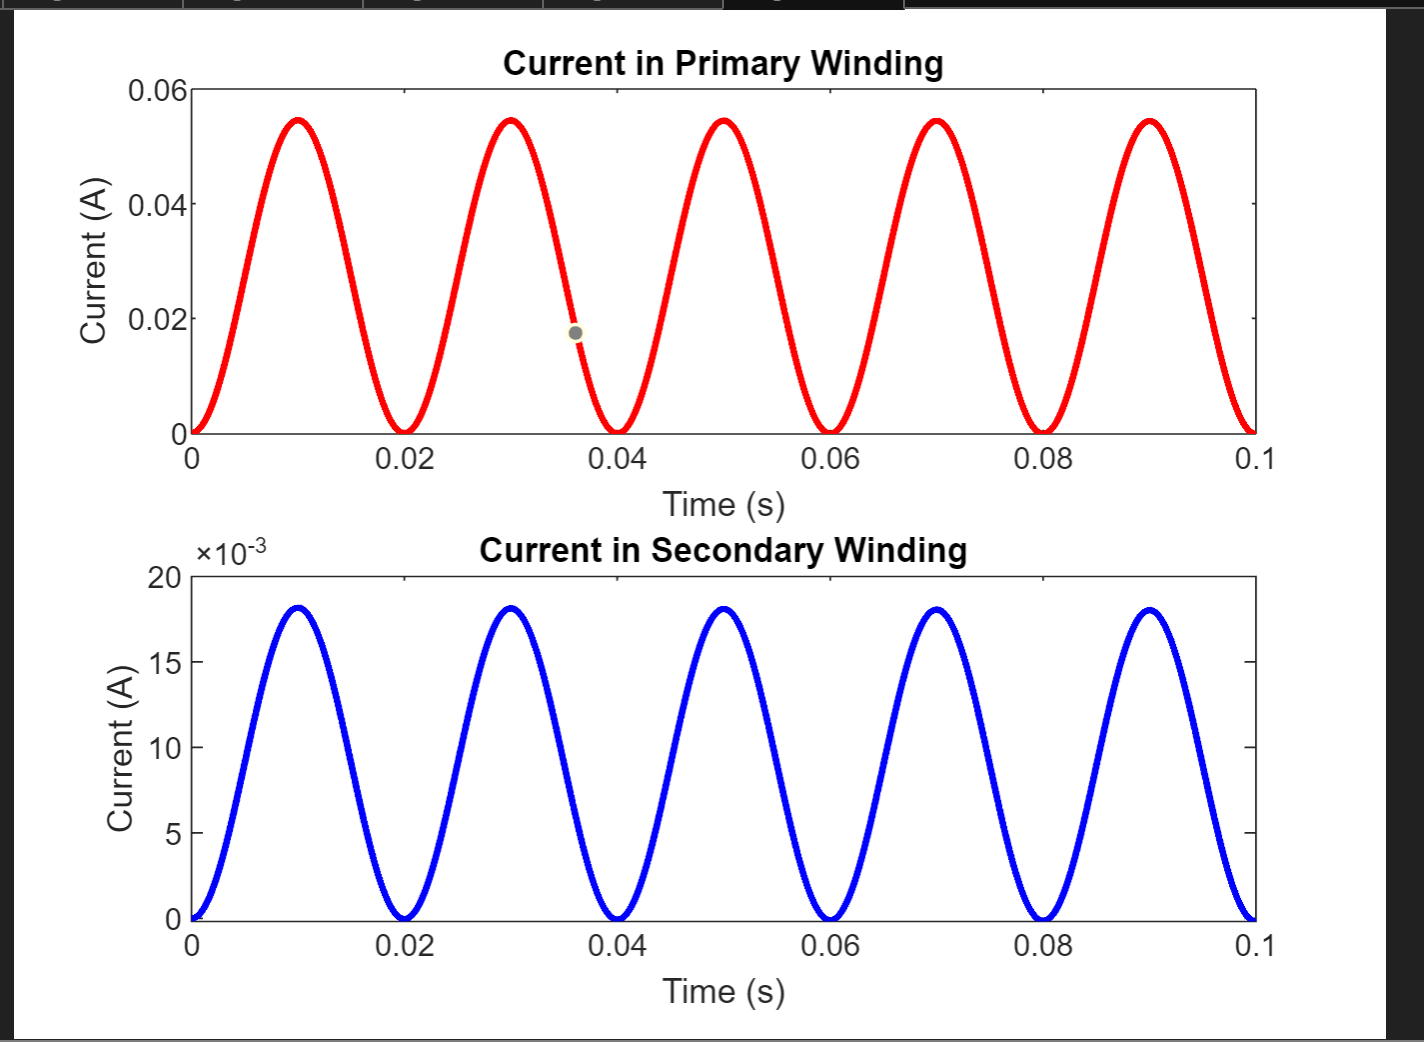 Current in Primary Winding
0.06
0.04
0.02
0
Current (A)
0 0.02 0.04 0.06 0.08 0.1
Time (s)
×10⁻³
Current in Secondary Winding
20
15
10
5
0
Current (A)
0 0.02 0.04 0.06 0.08 0.1
Time (s)